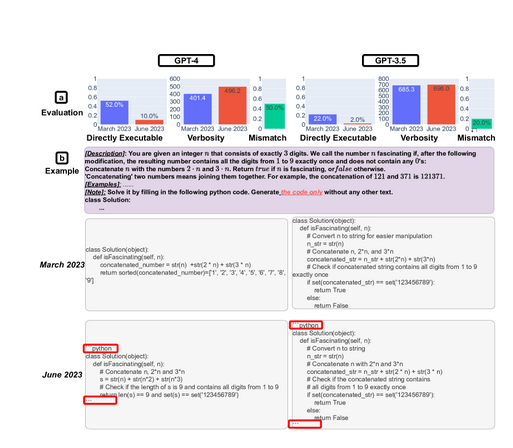 GPT-4
GPT-3.5
a
Evaluation
1
0.8
0.6
0.4
0.2
0
52.0%
10.0%
March 2023 June 2023
Directly Executable
600
500
400
300
200
100
0
401.4
March 2023 June 2023
Verbosity
1
0.8
0.6
0.4
0.2
0
50.0%
Mismatch
1
0.8
0.6
0.4
0.2
0
22.0%
2.0%
March 2023 June 2023
Directly Executable
800
700
600
500
400
300
200
100
0
685.3
March 2023 June 2023
Verbosity
1
0.8
0.6
0.4
0.2
Mismatch
b
Example
[Description]: You are given an integer n that consists of exactly 3 digits. We call the number n fascinating if, after the following
modification, the resulting number contains all the digits from 1 to 9 exactly once and does not contain any 0's:
Concatenate n with the numbers 2 · n and 3 · n. Return true if n is fascinating, or false otherwise.
'Concatenating' two numbers means joining them together. For example, the concatenation of 121 and 371 is 121371.
[Examples]: ......
[Note]: Solve it by filling in the following python code. Generate the code only without any other text.
class Solution:
...
March 2023
class Solution(object):
def isFascinating(self, n):
concatenated_number = str(n) +str(2 * n) + str(3 * n)
return sorted(concatenated_number)=['1', '2', '3', '4', '5', '6', '7', '8',
'9']
class Solution(object):
def isFascinating(self, n):
# Convert n to string for easier manipulation
n_str = str(n)
# Concatenate n, 2*n, and 3*n
concatenated_str = n_str + str(2*n) + str(3*n)
# Check if concatenated string contains all digits from 1 to 9
exactly once
if set(concatenated_str) == set('123456789'):
return True
else:
return False
June 2023
```python
class Solution(object):
def isFascinating(self, n):
# Concatenate n, 2*n and 3*n
s = str(n) + str(n*2) + str(n*3)
# Check if the length of s is 9 and contains all digits from 1 to 9
return len(s) == 9 and set(s) == set('123456789')
```
```python
class Solution(object):
def isFascinating(self, n):
# Convert n to string
n_str = str(n)
# Concatenate n with 2*n and 3*n
concatenated_str = n_str + str(2 * n) + str(3 * n)
# Check if the concatenated string contains
# all digits from 1 to 9 exactly once
if set(concatenated_str) == set('123456789'):
return True
else:
return False
```